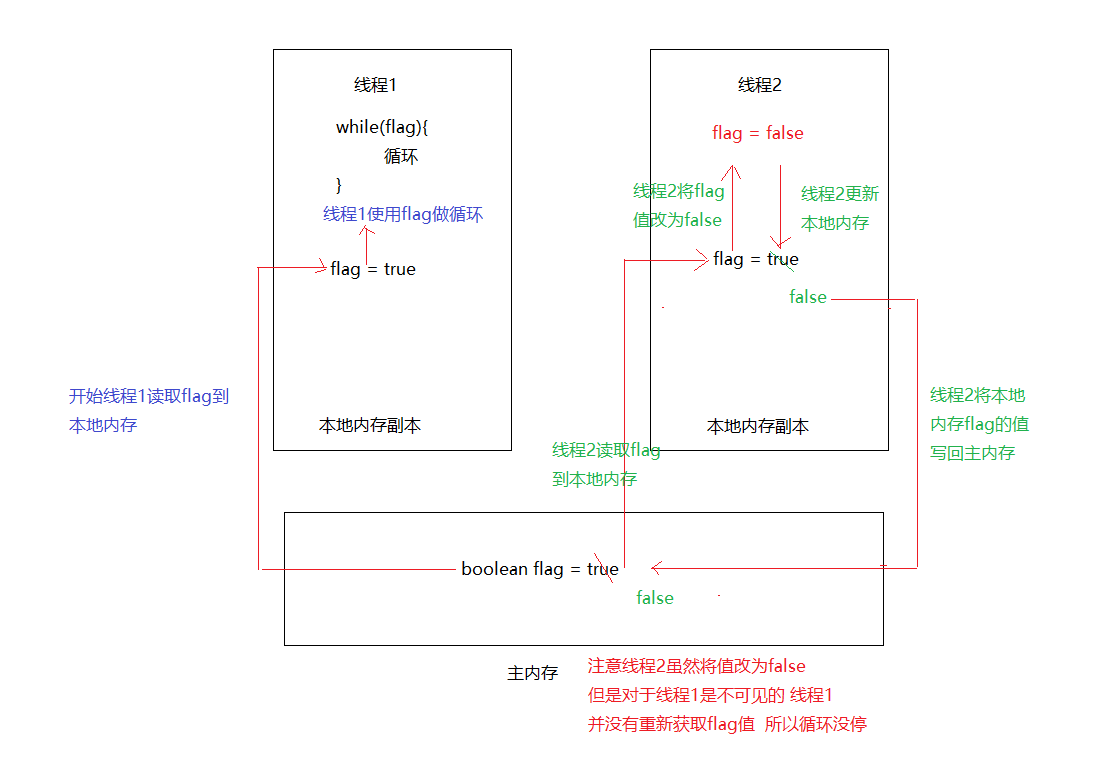 线程1
while(flag){
循环
}
线程1使用flag做循环
flag = true
本地内存副本
开始线程1读取flag到
本地内存
线程2
flag = false
线程2将flag
值改为false
线程2更新
本地内存
flag = true
false
本地内存副本
线程2读取flag
到本地内存
线程2将本地
内存flag的值
写回主内存
boolean flag = true
false
主内存
注意线程2虽然将值改为false
但是对于线程1是不可见的 线程1
并没有重新获取flag值 所以循环没停